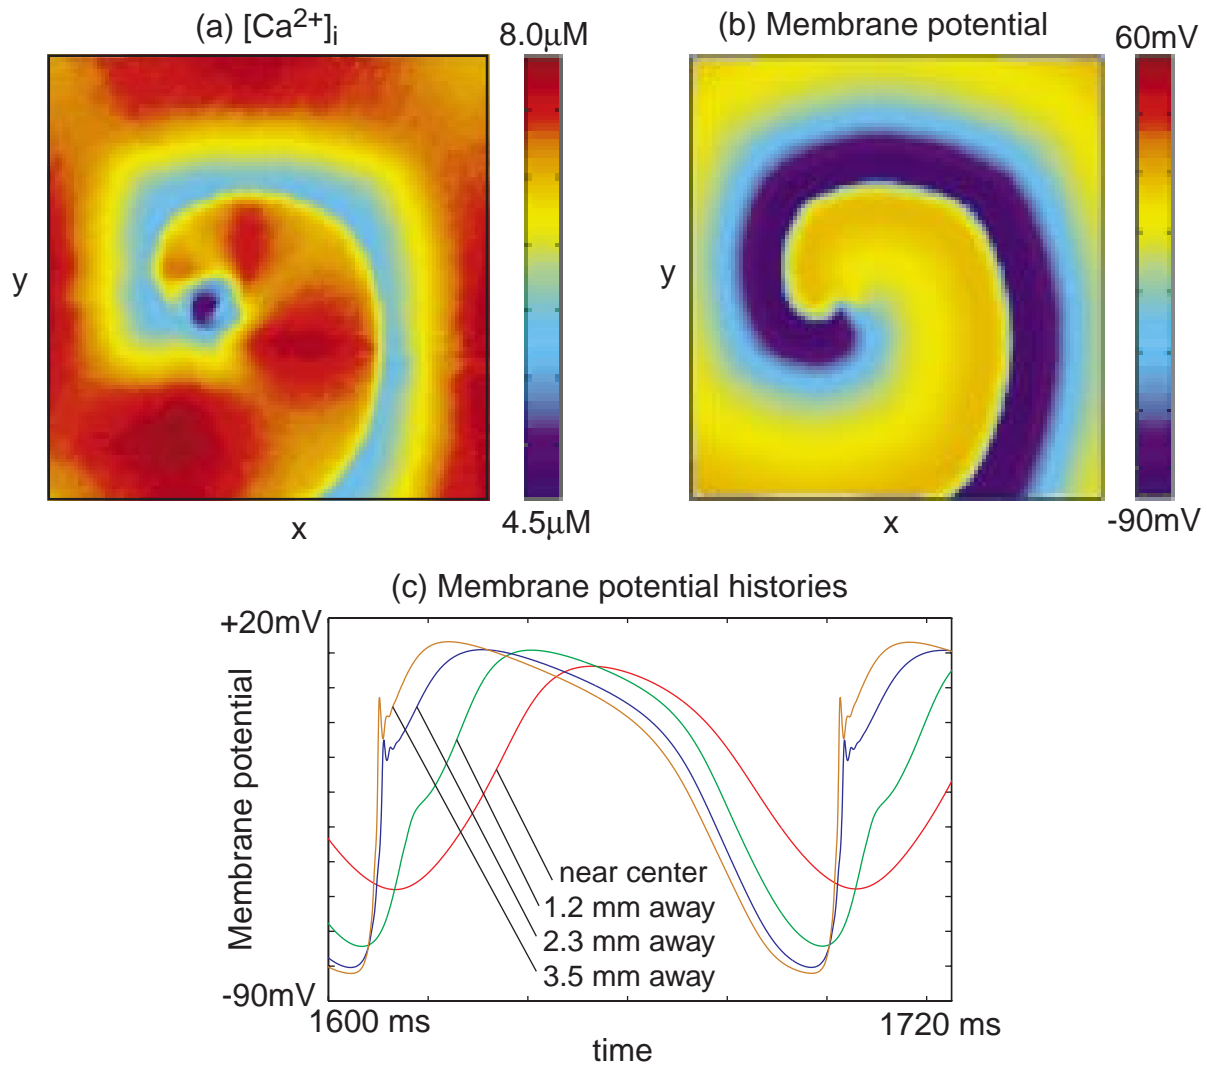 (a) [Ca2+]i
8.0μM
(b) Membrane potential
60mV
y
y
x
4.5μM
x
-90mV
(c) Membrane potential histories
+20mV
Membrane potential
near center
1.2 mm away
2.3 mm away
3.5 mm away
-90mV
1600 ms
1720 ms
time